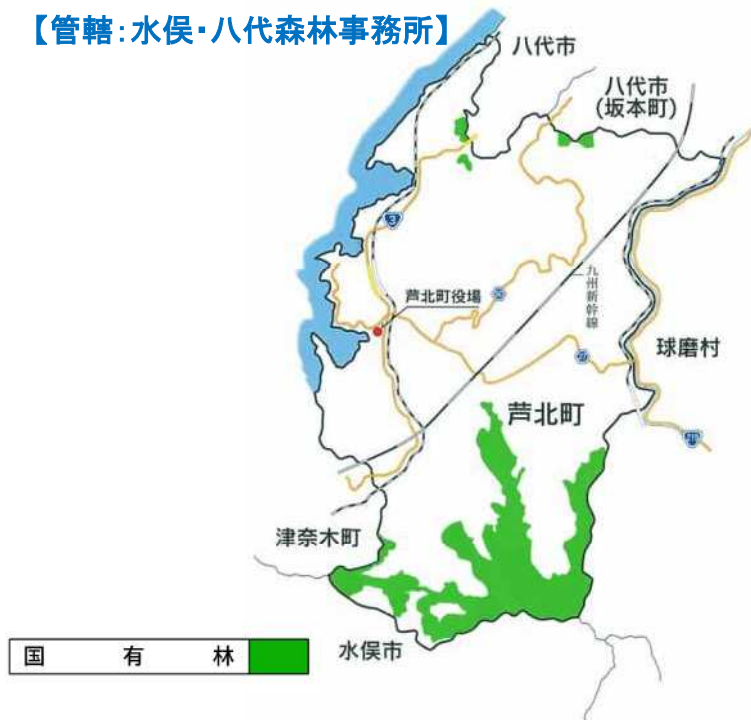 【管轄:水俣・八代森林事務所】
八代市
八代市
(坂本町)
3
芦北町役場
九州新幹線
球磨村
芦北町
219
津奈木町
水俣市
国有林